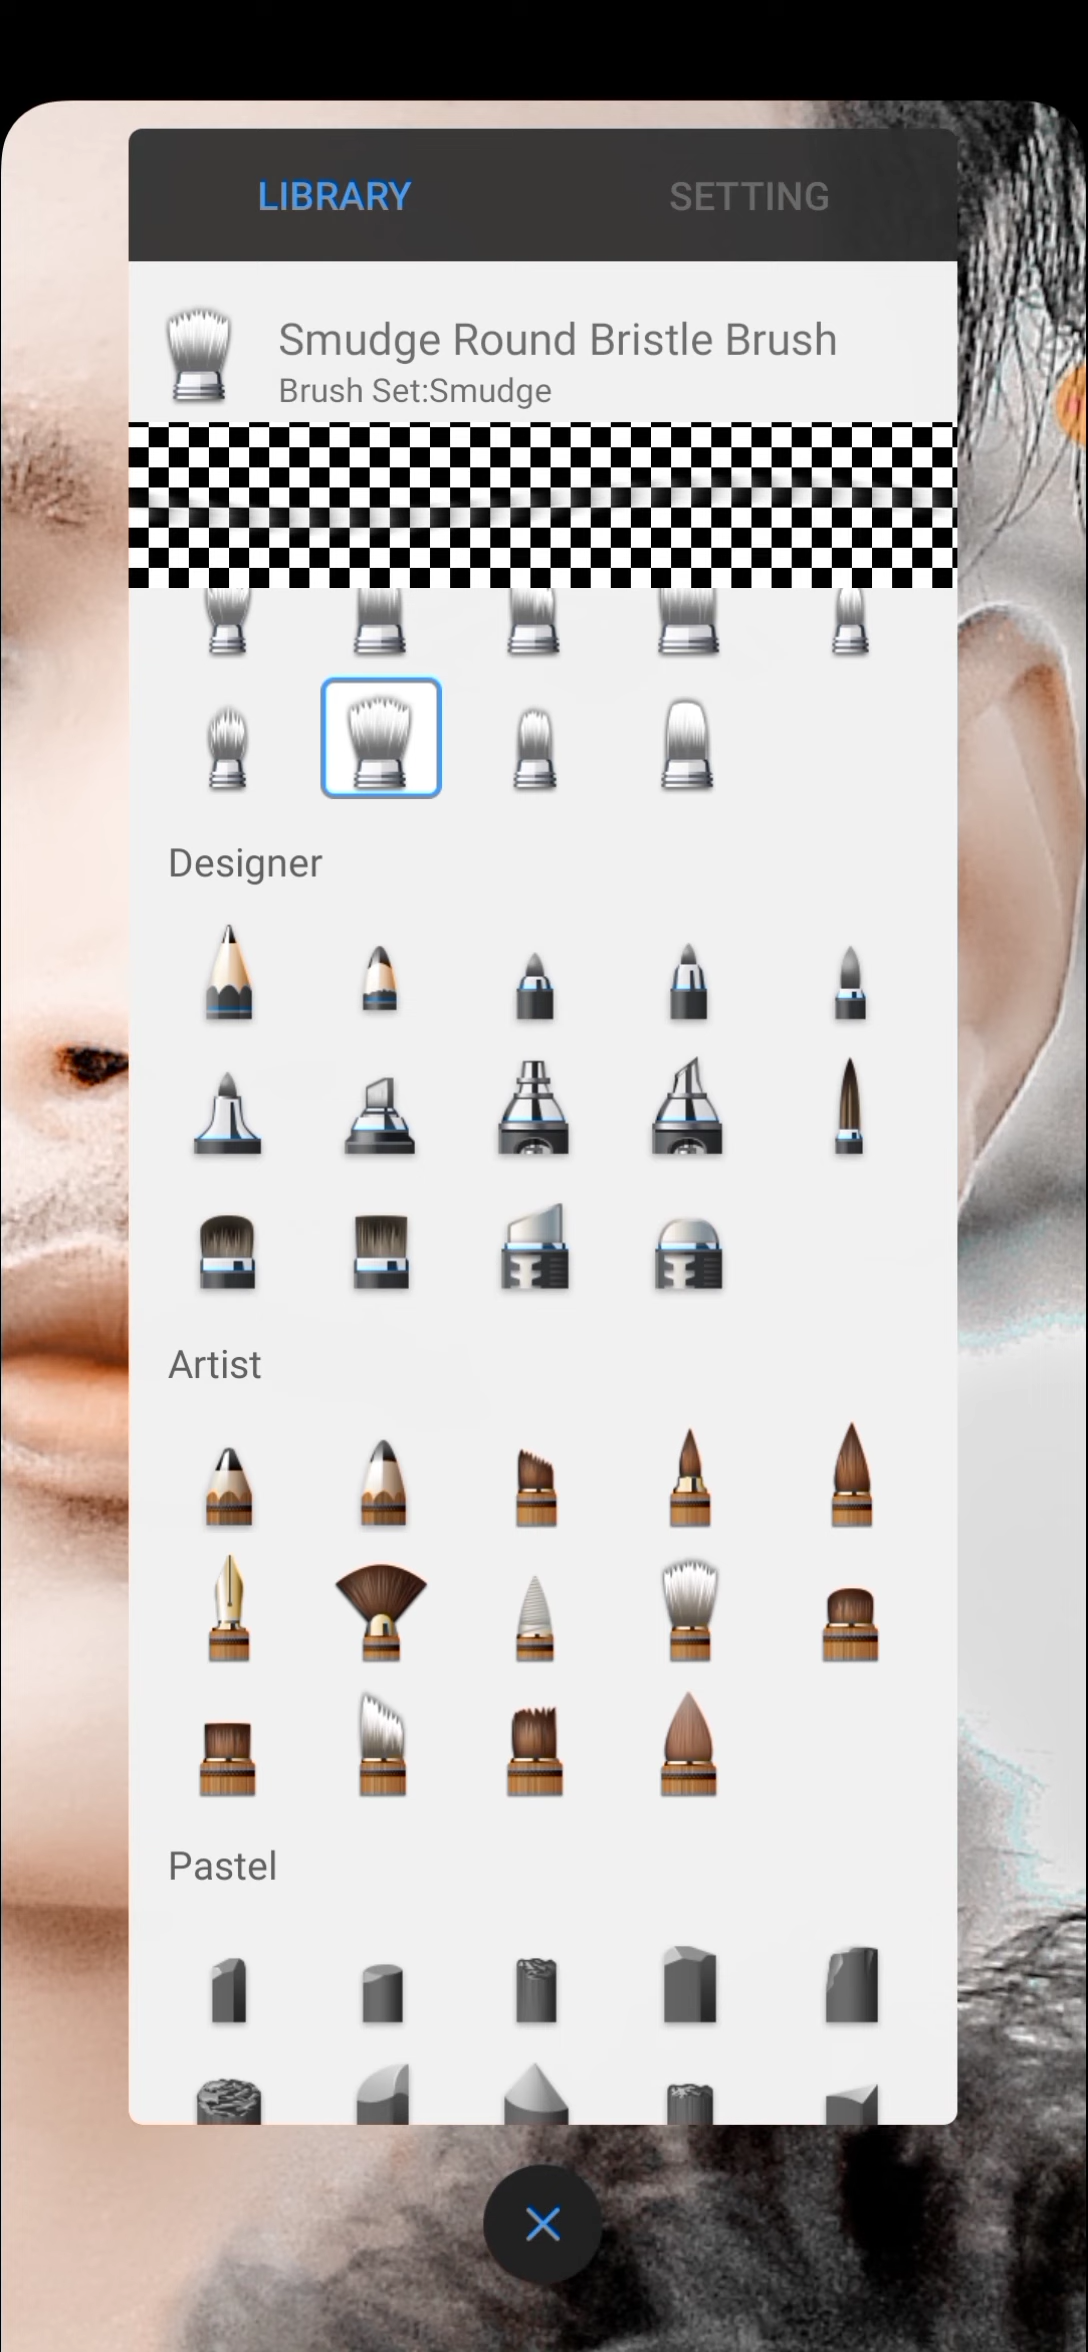 LIBRARY
SETTING
Smudge Round Bristle Brush
Brush Set:Smudge
Designer
Artist
Pastel